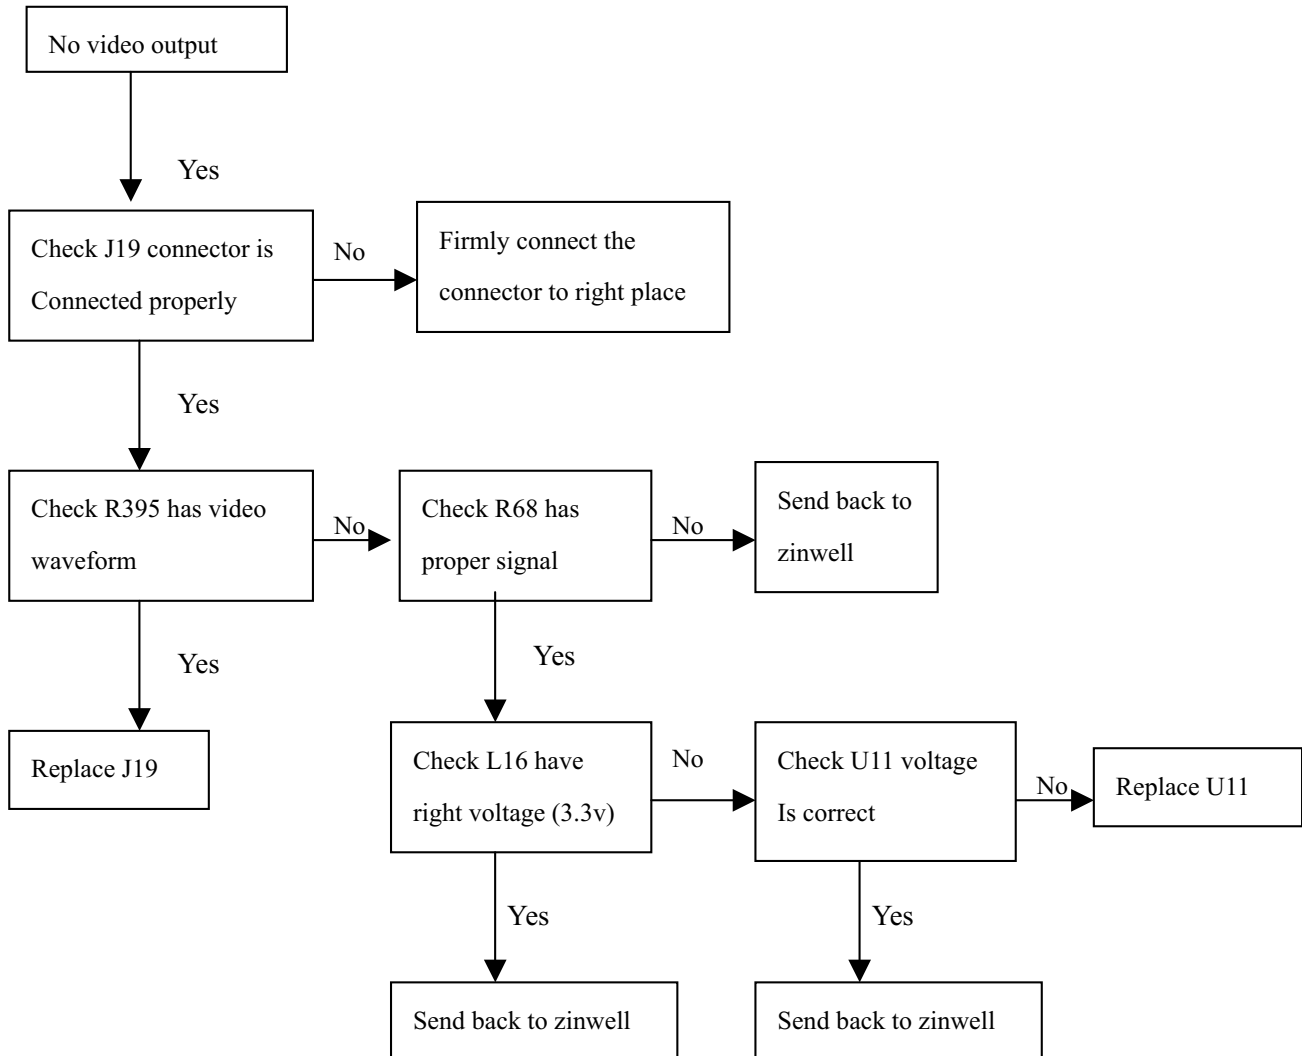 No video output
Yes
Check J19 connector is
Connected properly
No
Firmly connect the
connector to right place
Yes
Check R395 has video
waveform
No
Check R68 has
proper signal
No
Send back to
zinwell
Yes
Replace J19
Yes
Check L16 have
right voltage (3.3v)
No
Check U11 voltage
Is correct
No
Replace U11
Yes
Send back to zinwell
Yes
Send back to zinwell